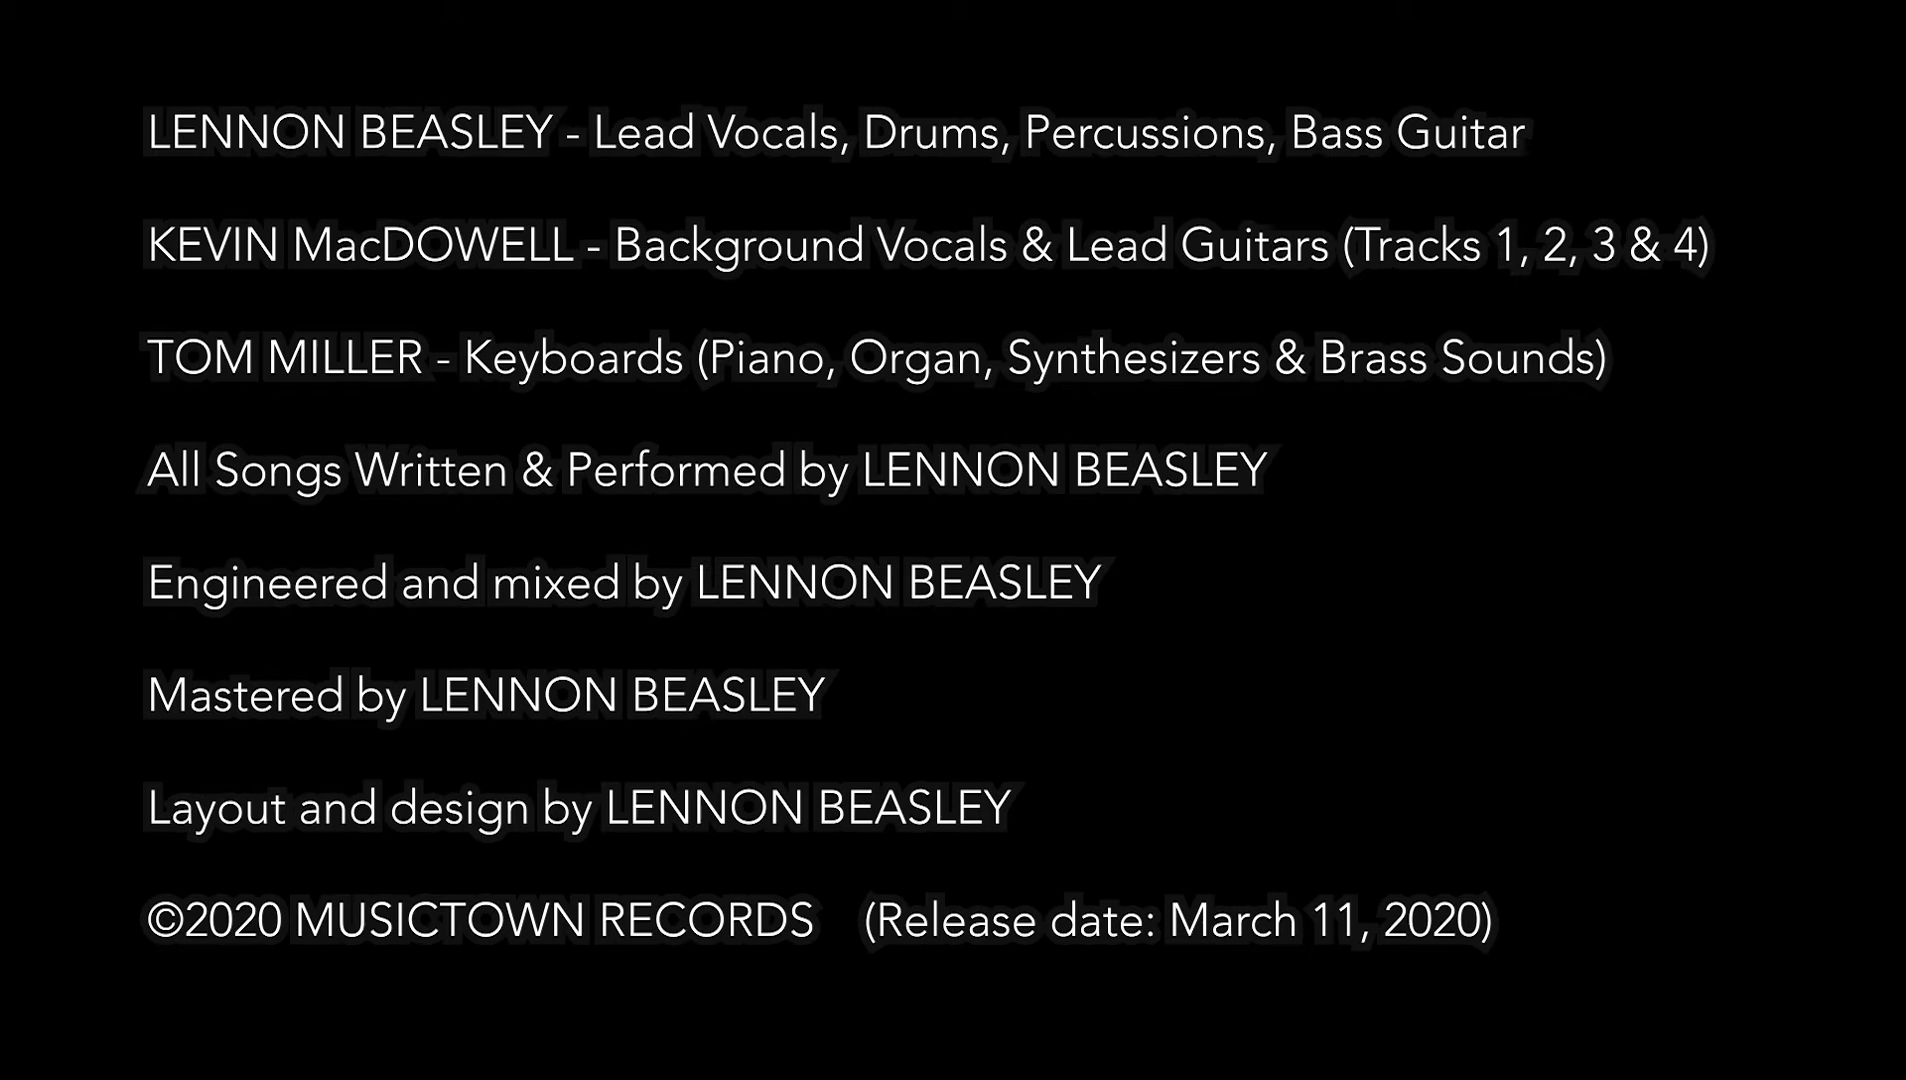 LENNON BEASLEY - Lead Vocals, Drums, Percussions, Bass Guitar
KEVIN MacDOWELL - Background Vocals & Lead Guitars (Tracks 1, 2, 3 & 4)
TOM MILLER - Keyboards (Piano, Organ, Synthesizers & Brass Sounds)
All Songs Written & Performed by LENNON BEASLEY
Engineered and mixed by LENNON BEASLEY
Mastered by LENNON BEASLEY
Layout and design by LENNON BEASLEY
©2020 MUSICTOWN RECORDS (Release date: March 11, 2020)